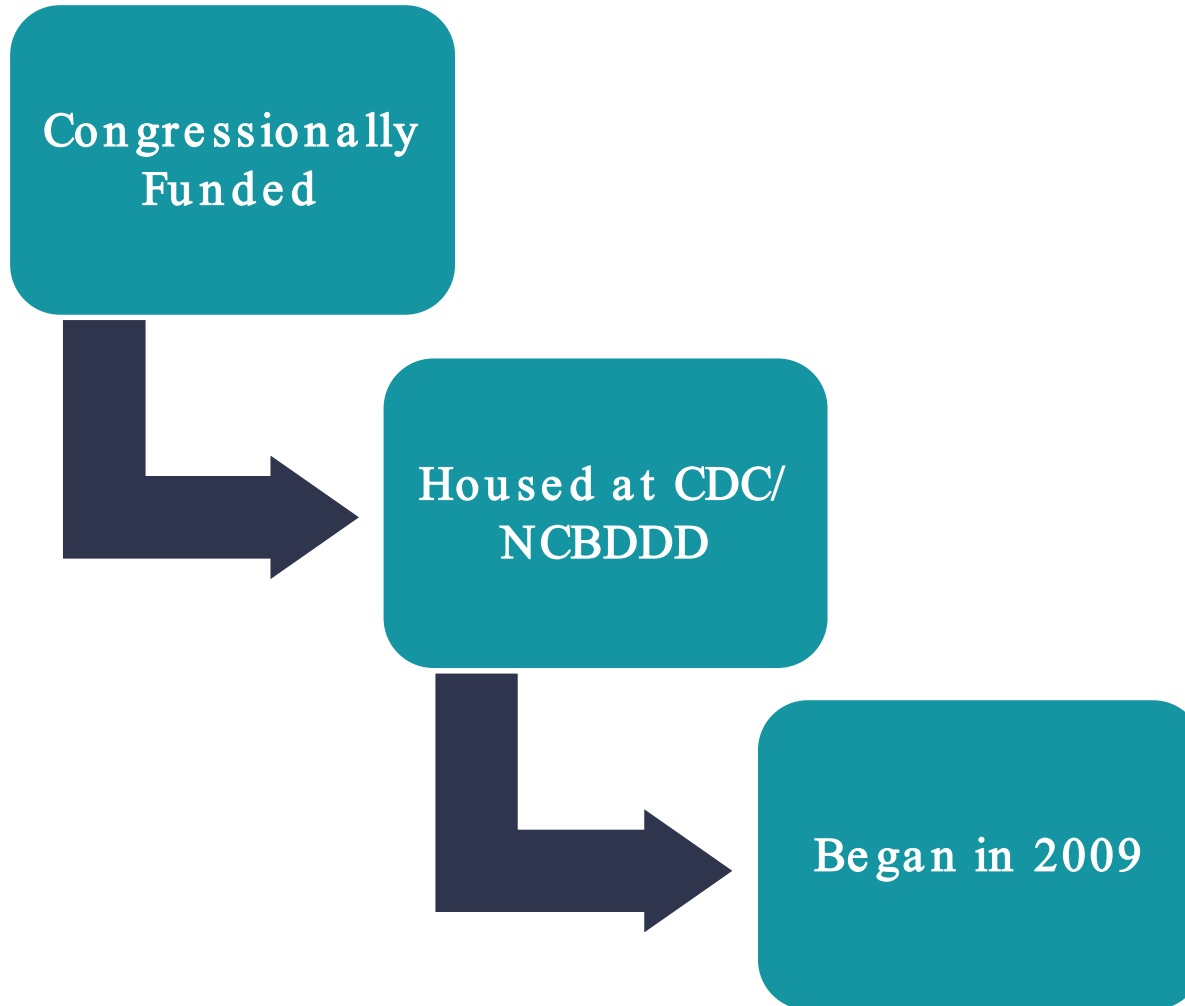 Congressionally
Funded
Housed at CDC/
NCBDDD
Began in 2009